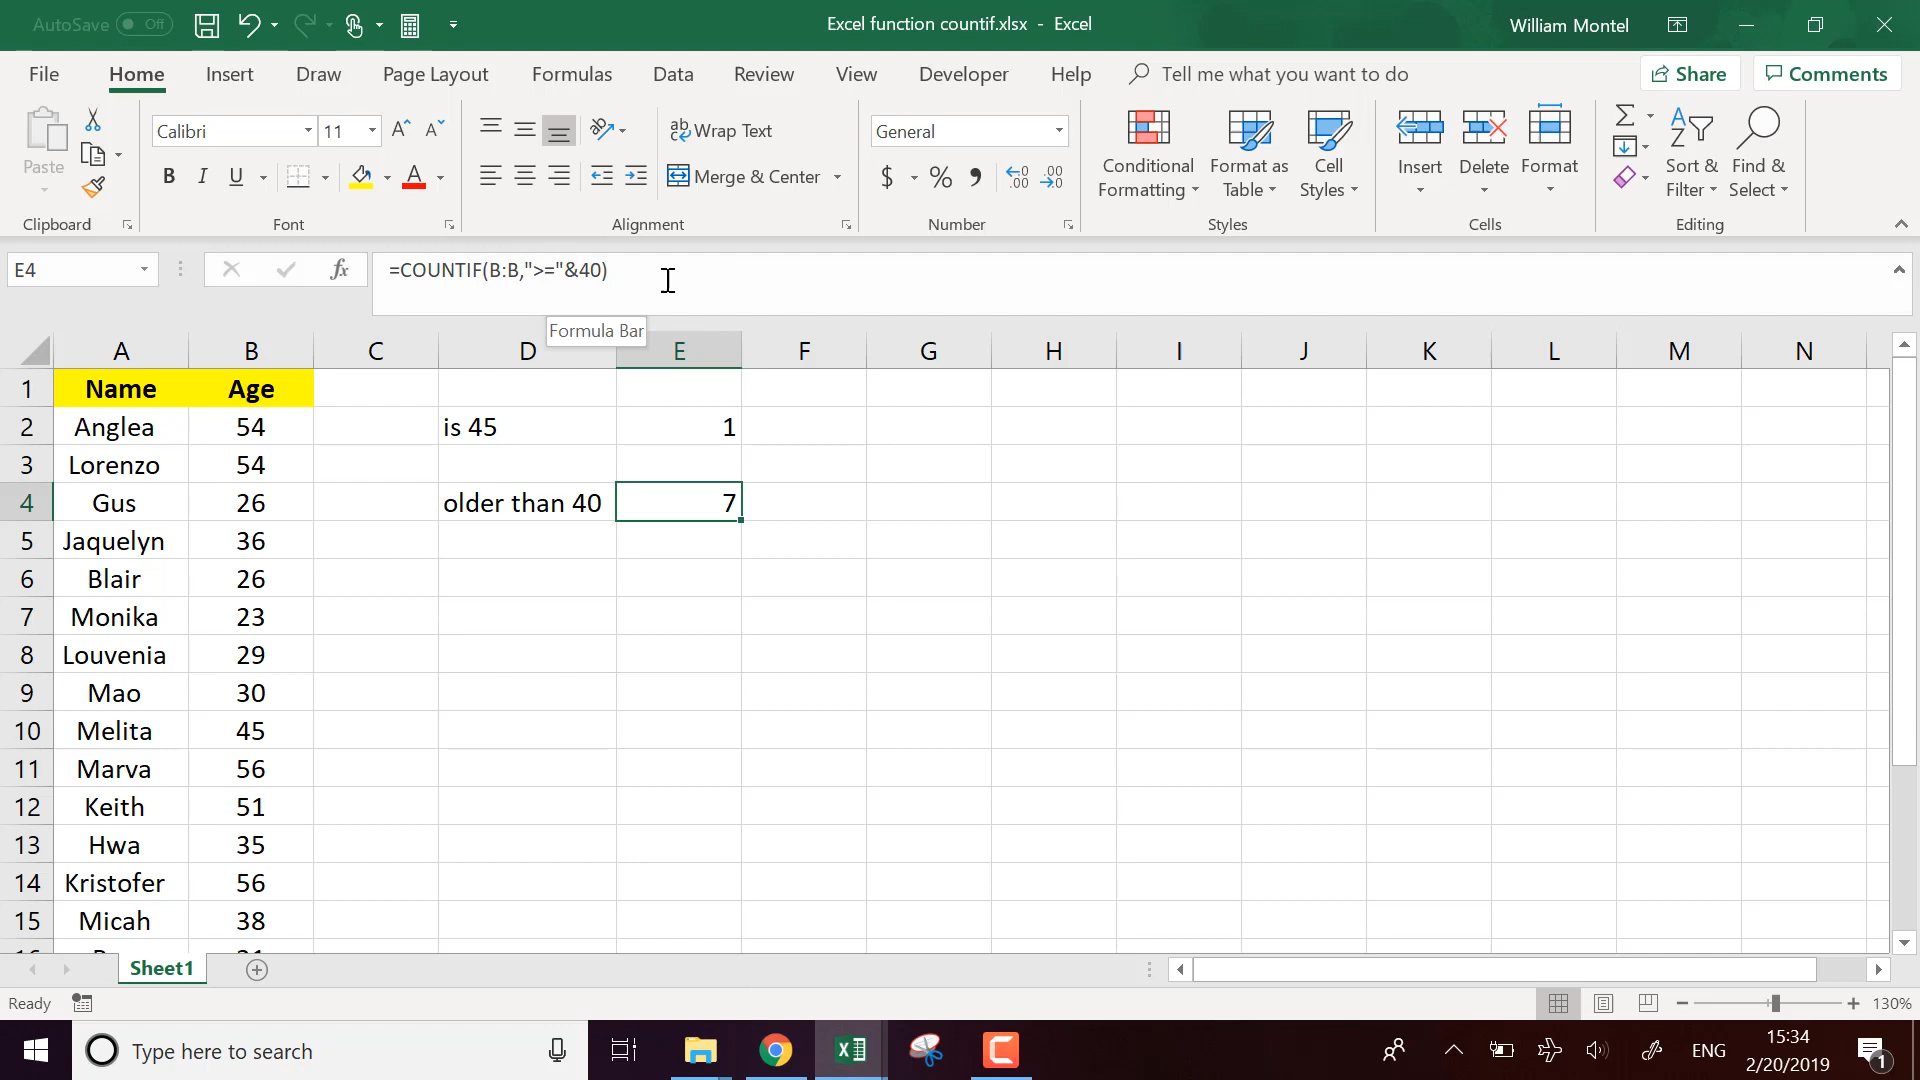 AutoSave Off
Excel function countif.xlsx - Excel
William Montel
File Home Insert Draw Page Layout Formulas Data Review View Developer Help Tell me what you want to do Share Comments
Paste
Clipboard
Calibri 11
B I U
Font
ab Wrap Text
Merge & Center
Alignment
General
$ % ,
Number
Conditional Formatting
Format as Table
Cell Styles
Styles
Insert
Delete
Format
Cells
Sort & Filter
Find & Select
Editing
E4 fx =COUNTIF(B:B,">="&40)
Formula Bar
A B C D E F G H I J K L M N
1 Name Age
2 Anglea 54 is 45 1
3 Lorenzo 54
4 Gus 26 older than 40 7
5 Jaquelyn 36
6 Blair 26
7 Monika 23
8 Louvenia 29
9 Mao 30
10 Melita 45
11 Marva 56
12 Keith 51
13 Hwa 35
14 Kristofer 56
15 Micah 38
Sheet1
Ready 130%
Type here to search
ENG
15:34
2/20/2019
1